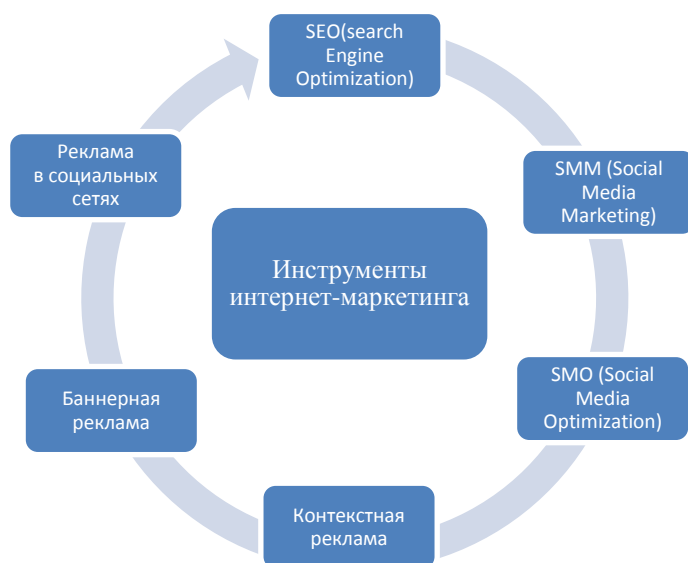 SEO(search
Engine
Optimization)
SMM (Social
Media
Marketing)
SMO (Social
Media
Optimization)
Контекстная
реклама
Баннерная
реклама
Реклама
в социальных
сетях
Инструменты
интернет-маркетинга